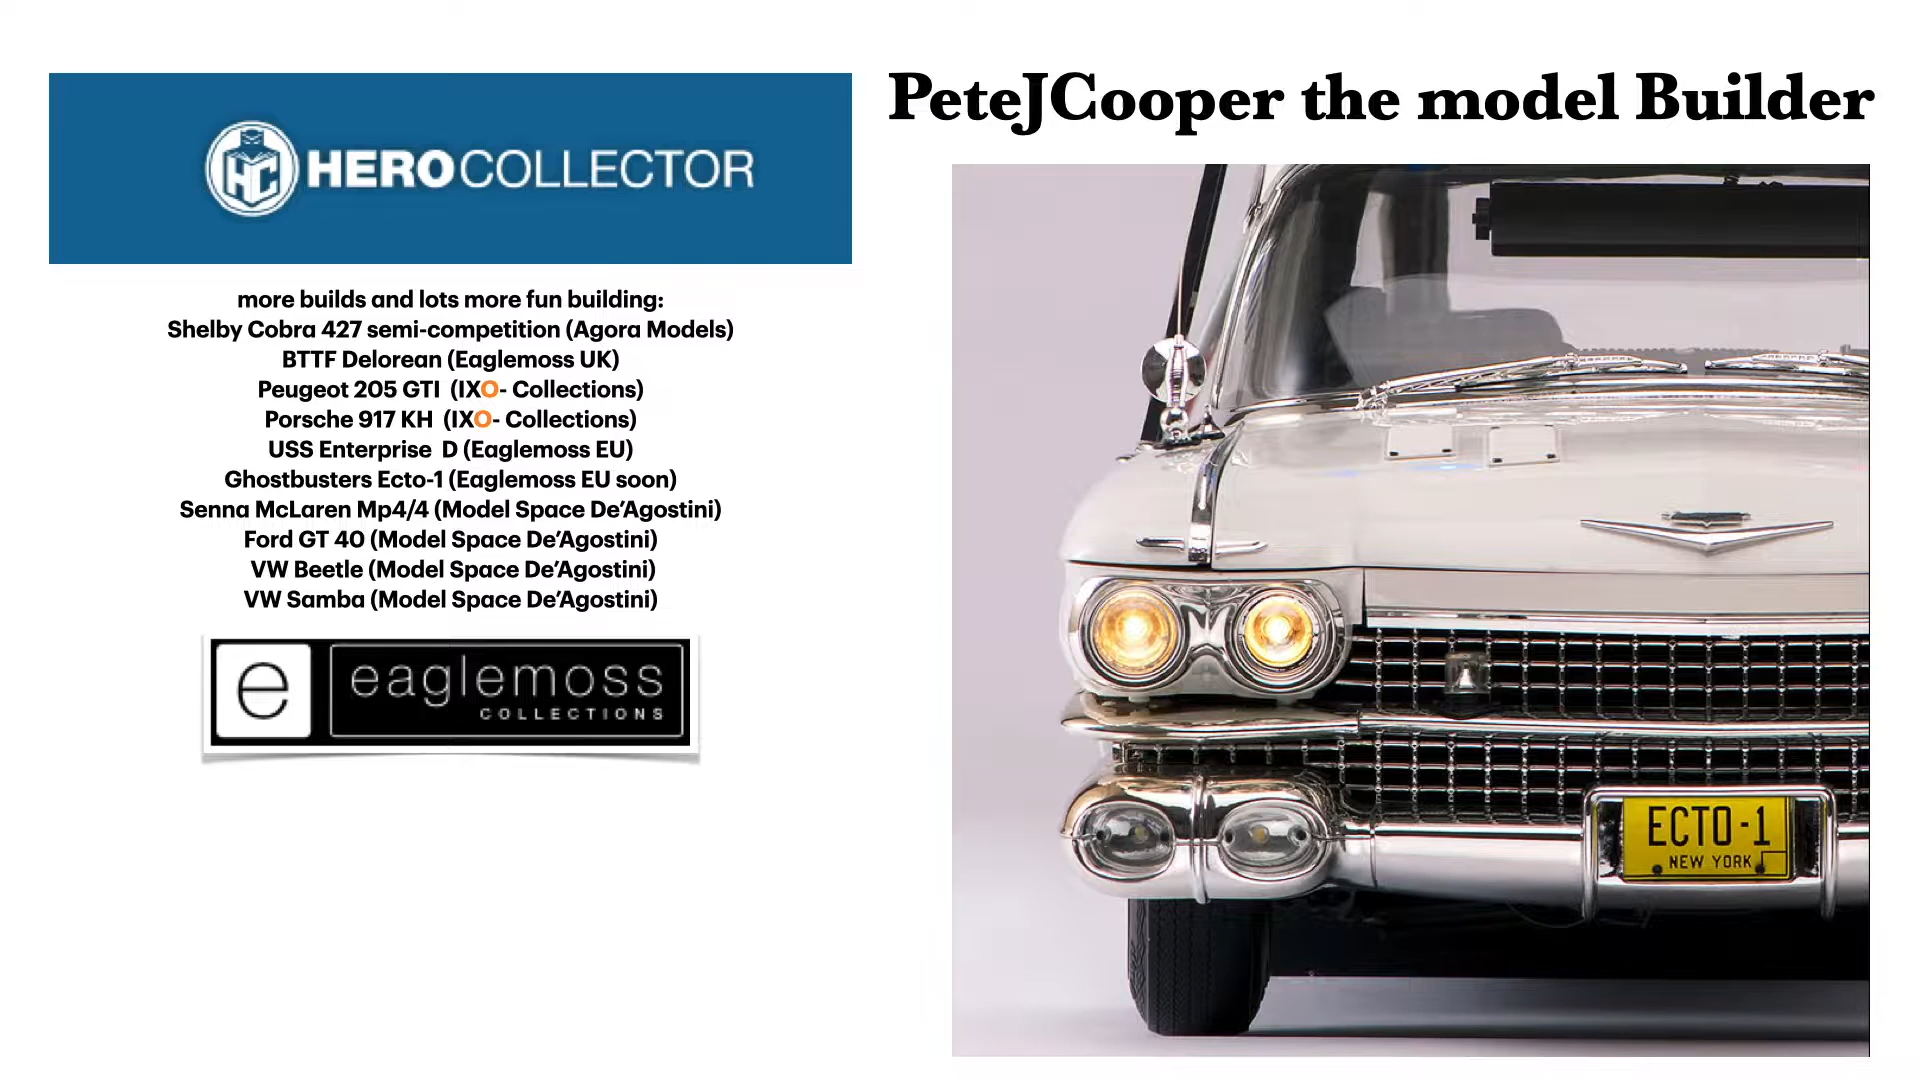 HC HEROCOLLECTOR
PeteJCooper the model Builder
more builds and lots more fun building:
Shelby Cobra 427 semi-competition (Agora Models)
BTTF Delorean (Eaglemoss UK)
Peugeot 205 GTI (IXO- Collections)
Porsche 917 KH (IXO- Collections)
USS Enterprise D (Eaglemoss EU)
Ghostbusters Ecto-1 (Eaglemoss EU soon)
Senna McLaren Mp4/4 (Model Space De’Agostini)
Ford GT 40 (Model Space De’Agostini)
VW Beetle (Model Space De’Agostini)
VW Samba (Model Space De’Agostini)
e eaglemoss
COLLECTIONS
ECTO-1
NEW YORK